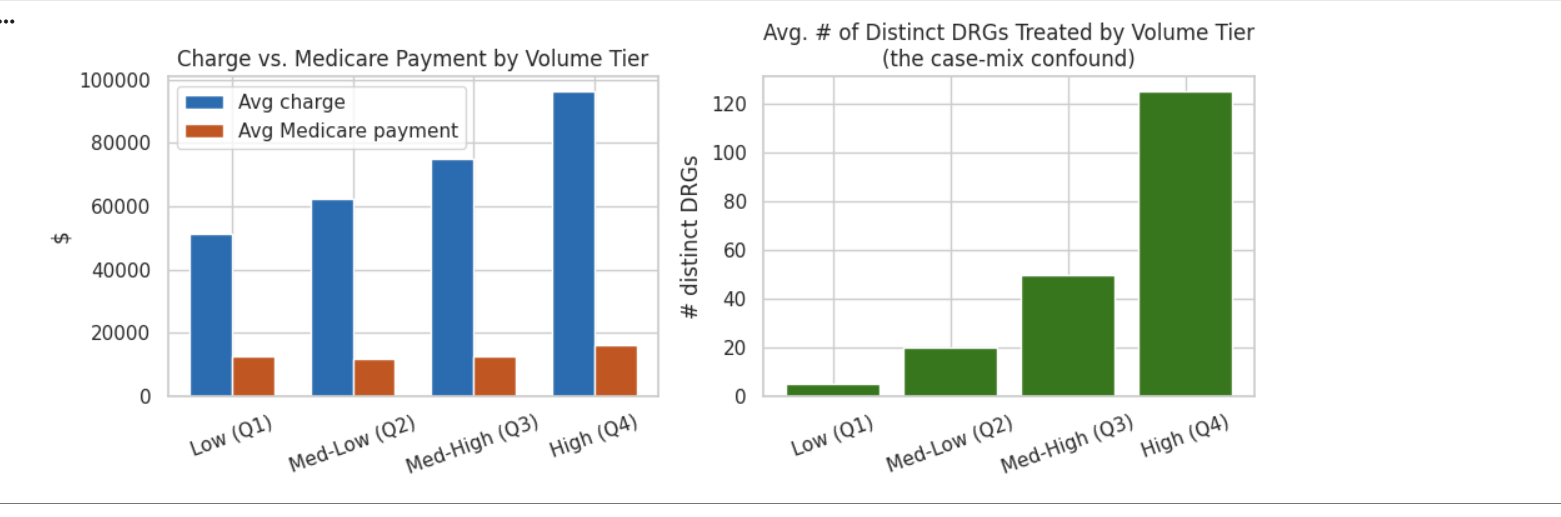 ...
Charge vs. Medicare Payment by Volume Tier
100000
80000
60000
40000
20000
0
$
Avg charge
Avg Medicare payment
Low (Q1)
Med-Low (Q2)
Med-High (Q3)
High (Q4)
Avg. # of Distinct DRGs Treated by Volume Tier
(the case-mix confound)
120
100
80
60
40
20
0
# distinct DRGs
Low (Q1)
Med-Low (Q2)
Med-High (Q3)
High (Q4)